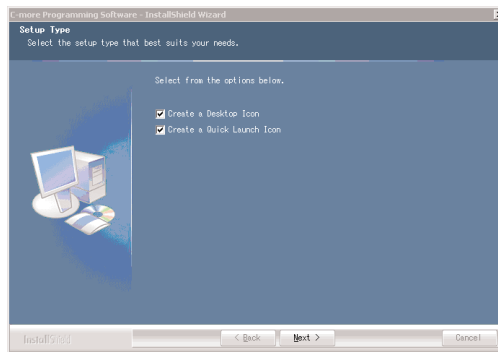 C-more Programming Software - InstallShield Wizard
Setup Type
Select the setup type that best suits your needs.
Select from the options below.
Create a Desktop Icon
Create a Quick Launch Icon
InstallShield
< Back Next > Cancel